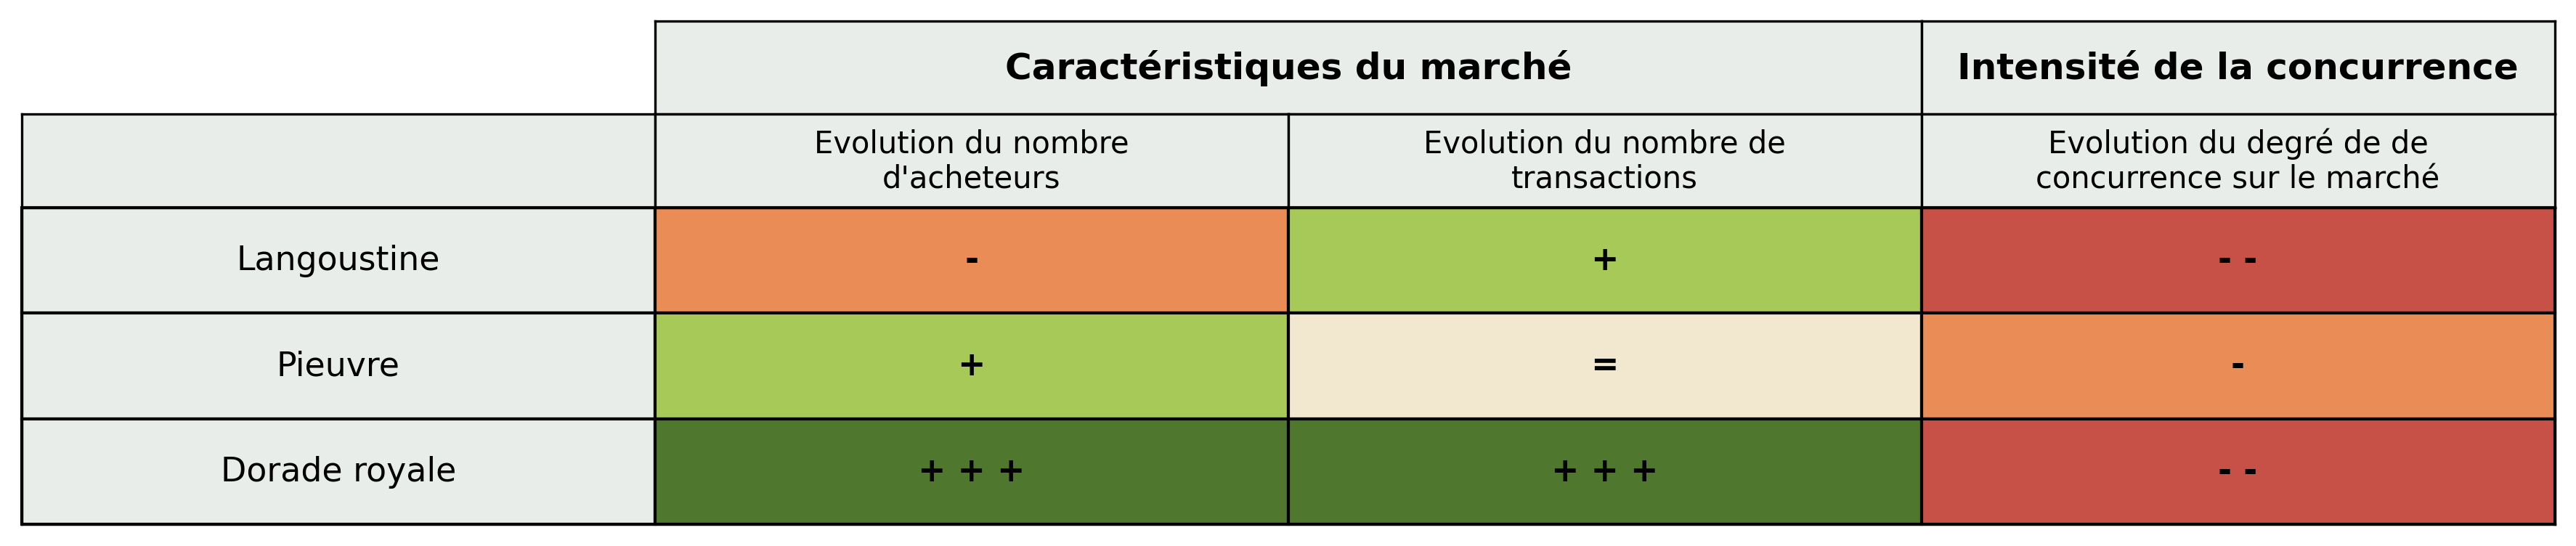 Caractéristiques du marché
Intensité de la concurrence
Evolution du nombre
d'acheteurs
Evolution du nombre de
transactions
Evolution du degré de de
concurrence sur le marché
Langoustine
-
+
- -
Pieuvre
+
=
-
Dorade royale
+ + +
+ + +
- -